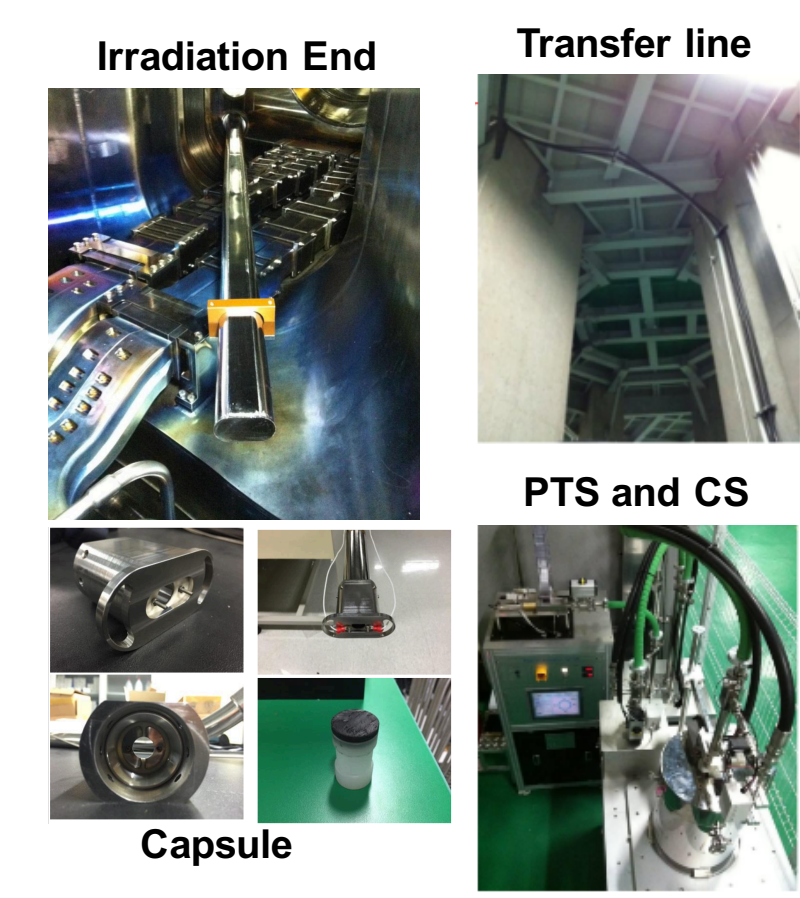 Irradiation End
Transfer line
PTS and CS
Capsule